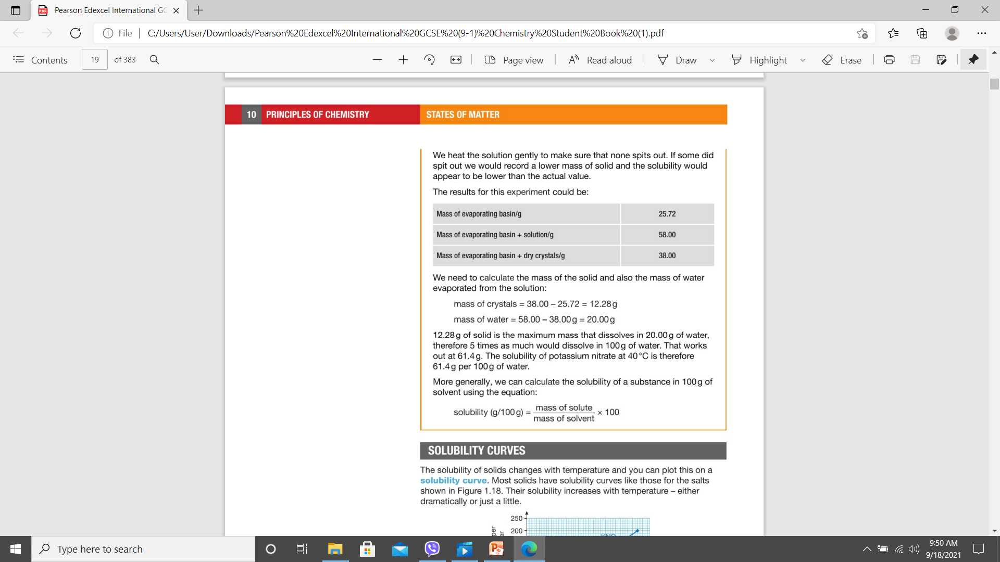 Pearson Edexcel International GC
File
C:/Users/User/Downloads/Pearson%20Edexcel%20International%20GCSE%20(9-1)%20Chemistry%20Student%20Book%20(1).pdf
Contents 19 of 383 Page view Read aloud Draw Highlight Erase
10 PRINCIPLES OF CHEMISTRY STATES OF MATTER
We heat the solution gently to make sure that none spits out. If some did
spit out we would record a lower mass of solid and the solubility would
appear to be lower than the actual value.
The results for this experiment could be:
Mass of evaporating basin/g 25.72
Mass of evaporating basin + solution/g 58.00
Mass of evaporating basin + dry crystals/g 38.00
We need to calculate the mass of the solid and also the mass of water
evaporated from the solution:
mass of crystals = 38.00 – 25.72 = 12.28 g
mass of water = 58.00 – 38.00 g = 20.00 g
12.28 g of solid is the maximum mass that dissolves in 20.00 g of water,
therefore 5 times as much would dissolve in 100 g of water. That works
out at 61.4 g. The solubility of potassium nitrate at 40 °C is therefore
61.4 g per 100 g of water.
More generally, we can calculate the solubility of a substance in 100 g of
solvent using the equation:
solubility (g/100 g) = mass of solute / mass of solvent × 100
SOLUBILITY CURVES
The solubility of solids changes with temperature and you can plot this on a
solubility curve. Most solids have solubility curves like those for the salts
shown in Figure 1.18. Their solubility increases with temperature – either
dramatically or just a little.
250
200
per
Type here to search
9:50 AM
9/18/2021